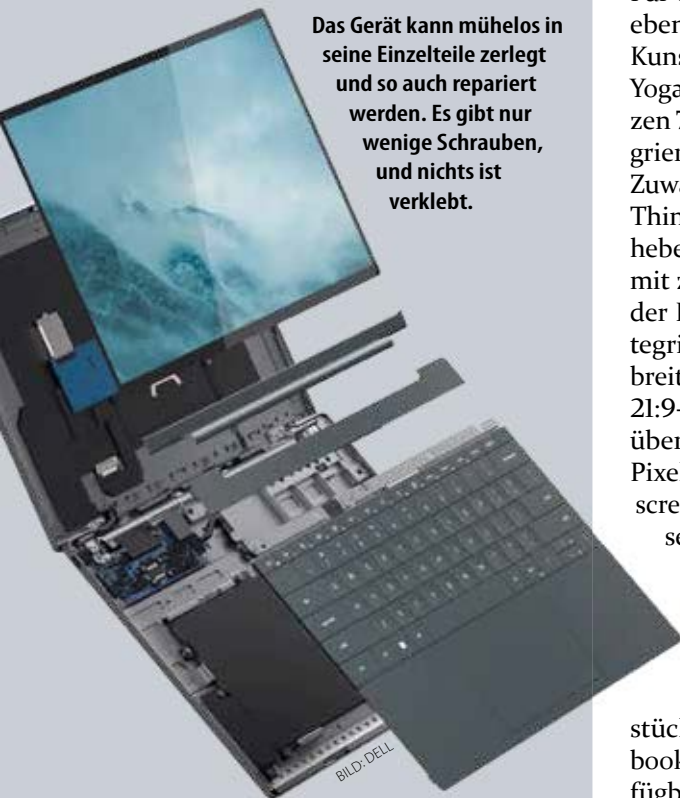 Das Gerät kann mühelos in
seine Einzelteile zerlegt
und so auch repariert
werden. Es gibt nur
wenige Schrauben,
und nichts ist
verklebt.
BILD: DELL
eben
Kuns
Yoga
zen 7
grier
Zuwa
Thin
hebe
mit z
der
tegri
breit
21:9-
über
Pixel
scre
se
stück
book
fügb